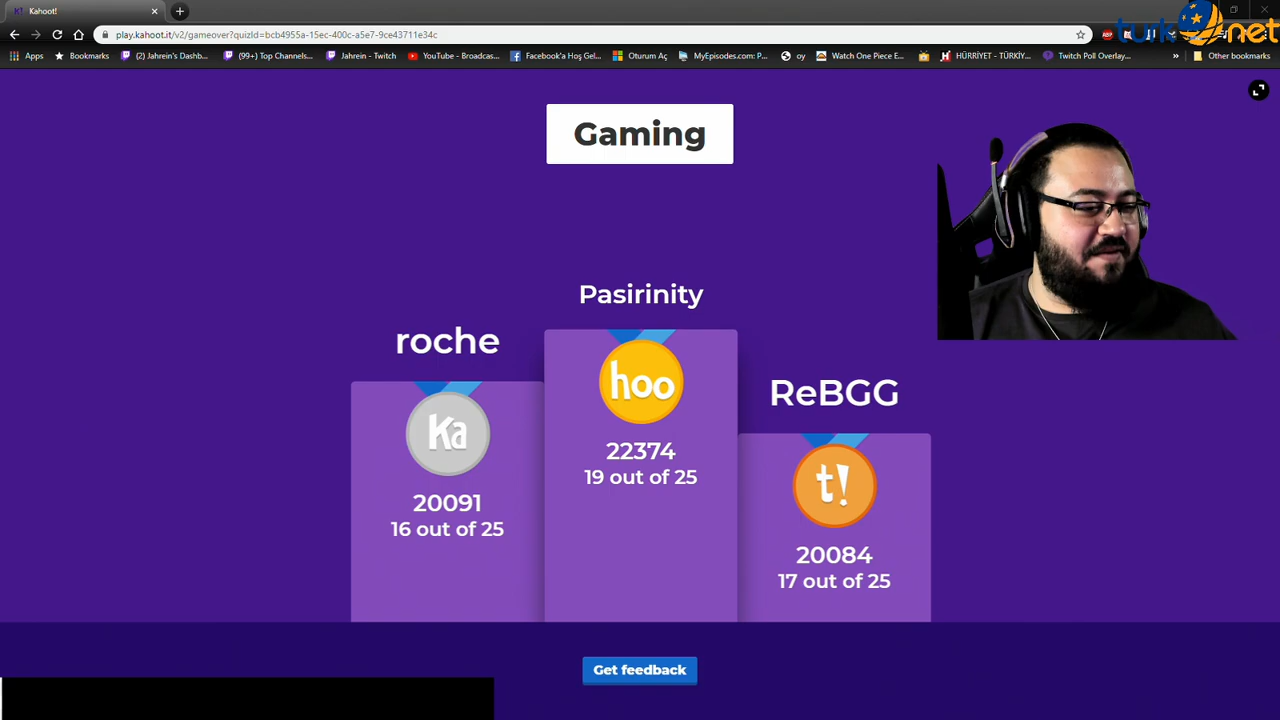 Kahoot!
play.kahoot.it/v2/gameover?quizId=bcb4955a-15ec-400c-a5e7-9ce43711e34c
Apps
Bookmarks
(2) Jahrein's Dashb...
(99+) Top Channels...
Jahrein - Twitch
YouTube - Broadcas...
Facebook'a Hoş Gel...
Oturum Aç
MyEpisodes.com: P...
oy
Watch One Piece E...
HÜRRİYET - TÜRKİY...
Twitch Poll Overlay...
»
Other bookmarks
turk net
Gaming
Pasirinity
hoo
22374
19 out of 25
roche
Ka
20091
16 out of 25
ReBGG
t!
20084
17 out of 25
Get feedback